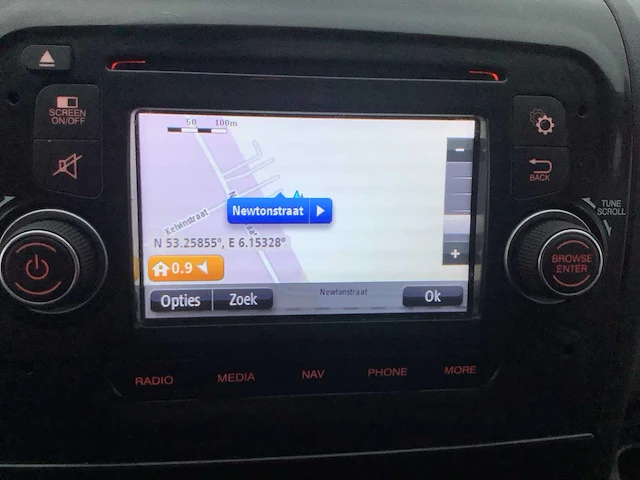 SCREEN
ON/OFF
50 100m
BACK
TUNE
SCROLL
Kelvinstraat
Newtonstraat
N 53.25855°, E 6.15328°
0.9
BROWSE
ENTER
Opties Zoek Newtonstraat Ok
RADIO MEDIA NAV PHONE MORE